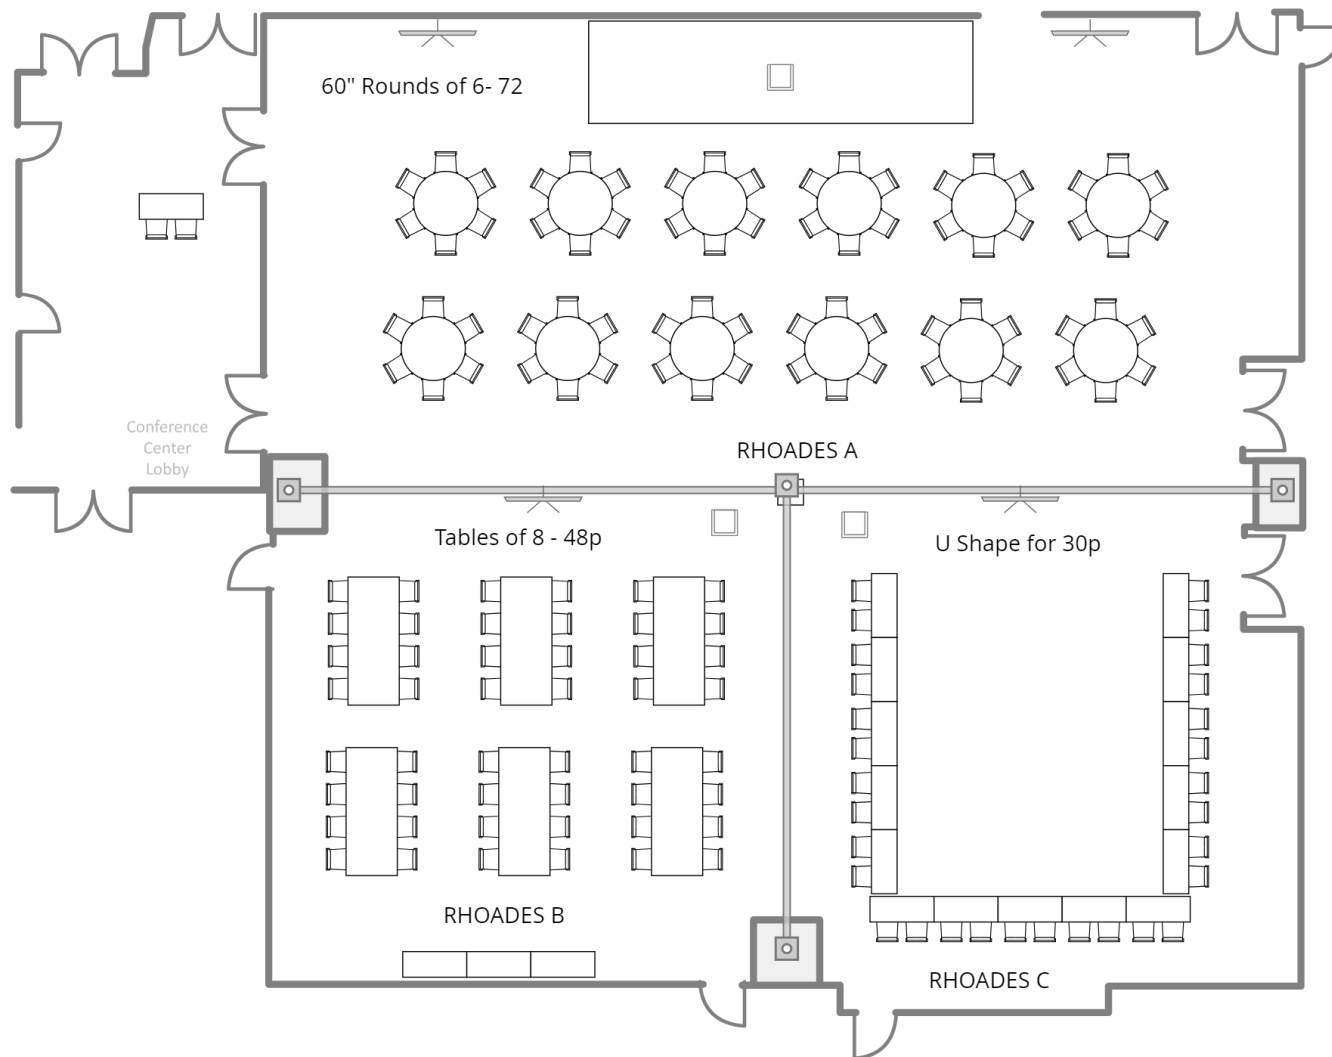 60" Rounds of 6- 72
Conference
Center
Lobby
RHOADES A
Tables of 8 - 48p
U Shape for 30p
RHOADES B
RHOADES C